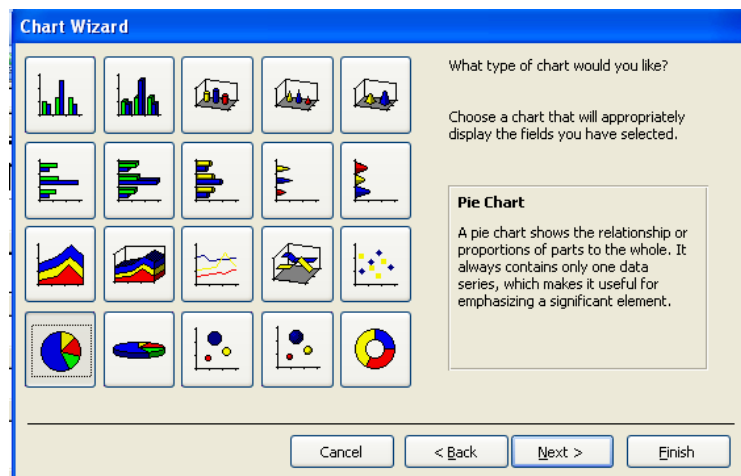 Chart Wizard
What type of chart would you like?
Choose a chart that will appropriately
display the fields you have selected.
Pie Chart
A pie chart shows the relationship or
proportions of parts to the whole. It
always contains only one data
series, which makes it useful for
emphasizing a significant element.
Cancel
< Back
Next >
Finish